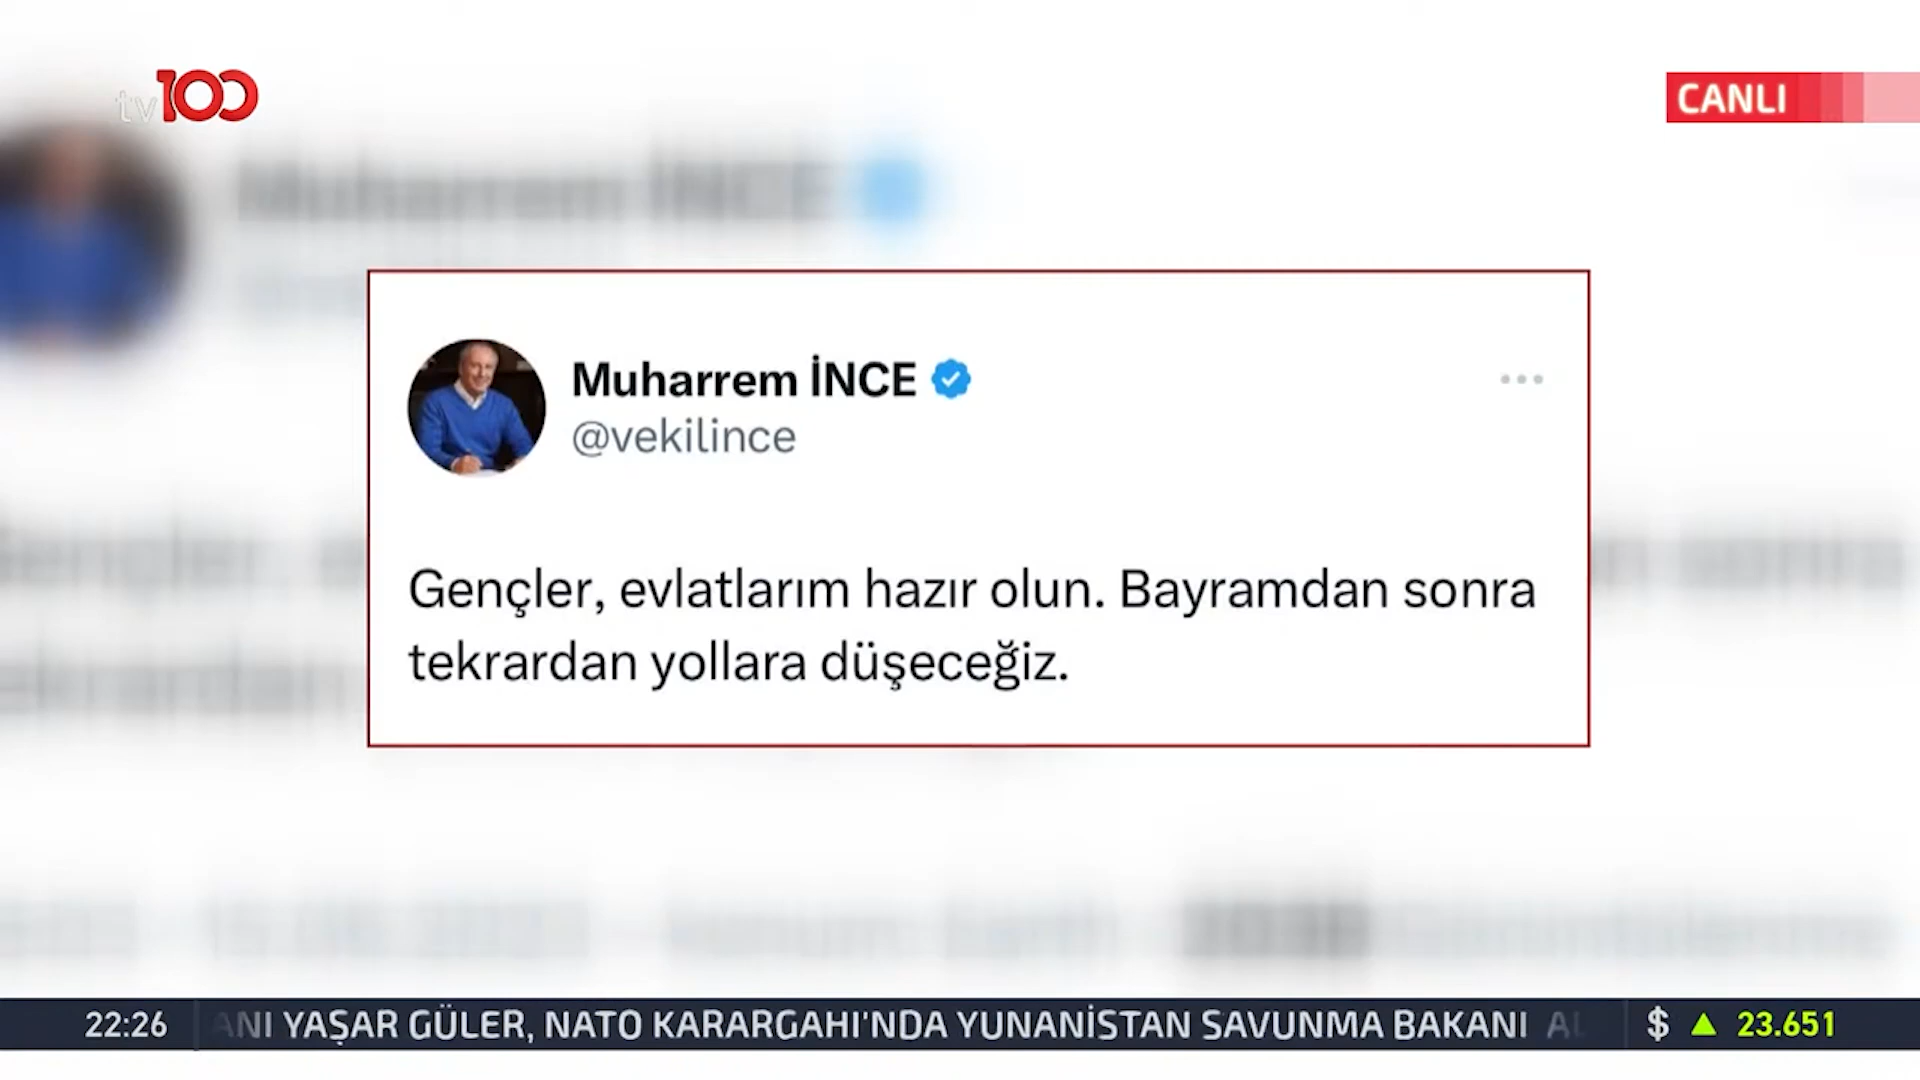 tv100
CANLI
Muharrem İNCE
@vekilince
Gençler, evlatlarım hazır olun. Bayramdan sonra
tekrardan yollara düşeceğiz.
22:26 ANI YAŞAR GÜLER, NATO KARARGAHI'NDA YUNANİSTAN SAVUNMA BAKANI $ 23.651